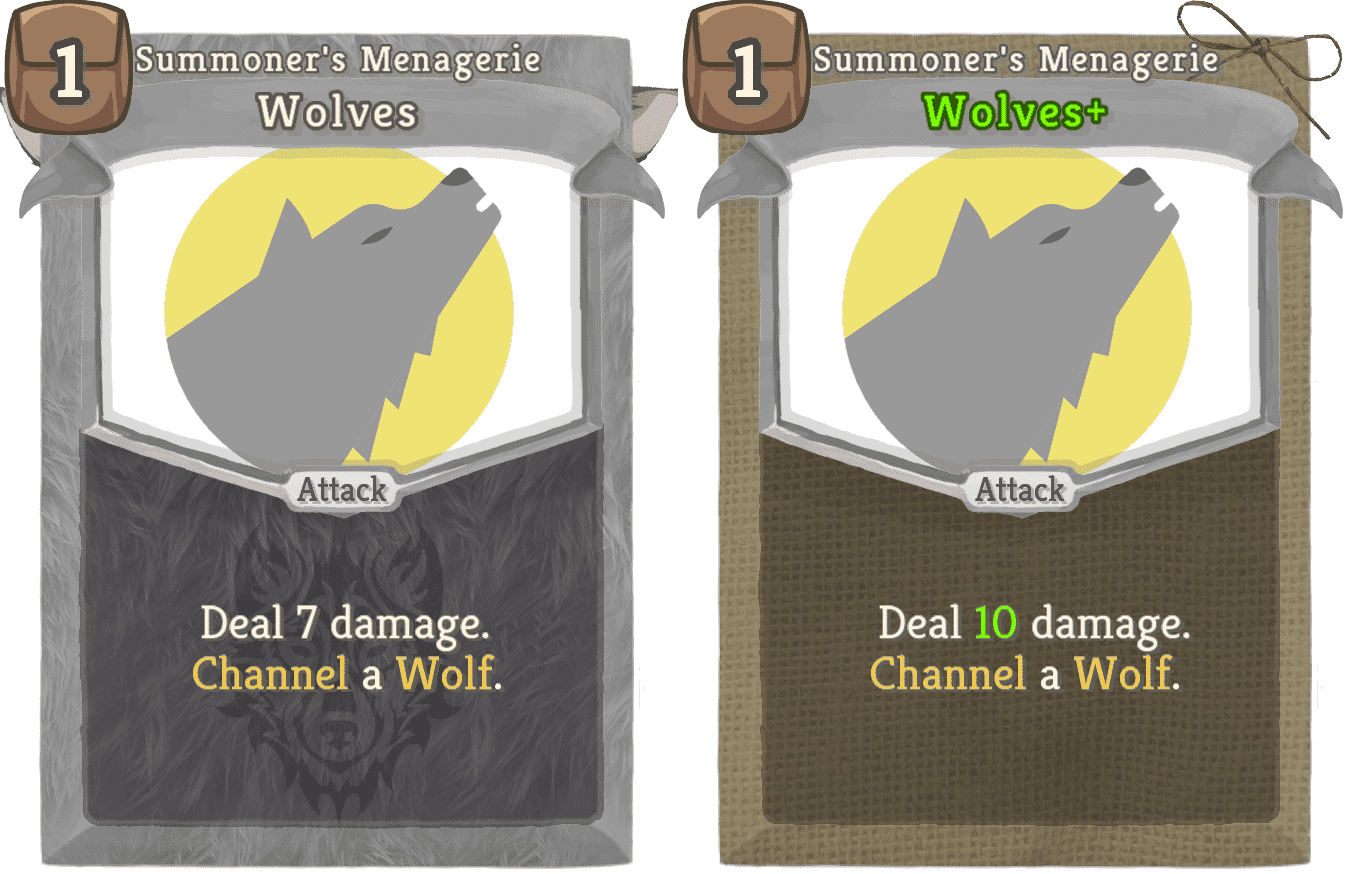 1
Summoner's Menagerie
Wolves
Attack
Deal 7 damage.
Channel a Wolf.
1
Summoner's Menagerie
Wolves+
Attack
Deal 10 damage.
Channel a Wolf.